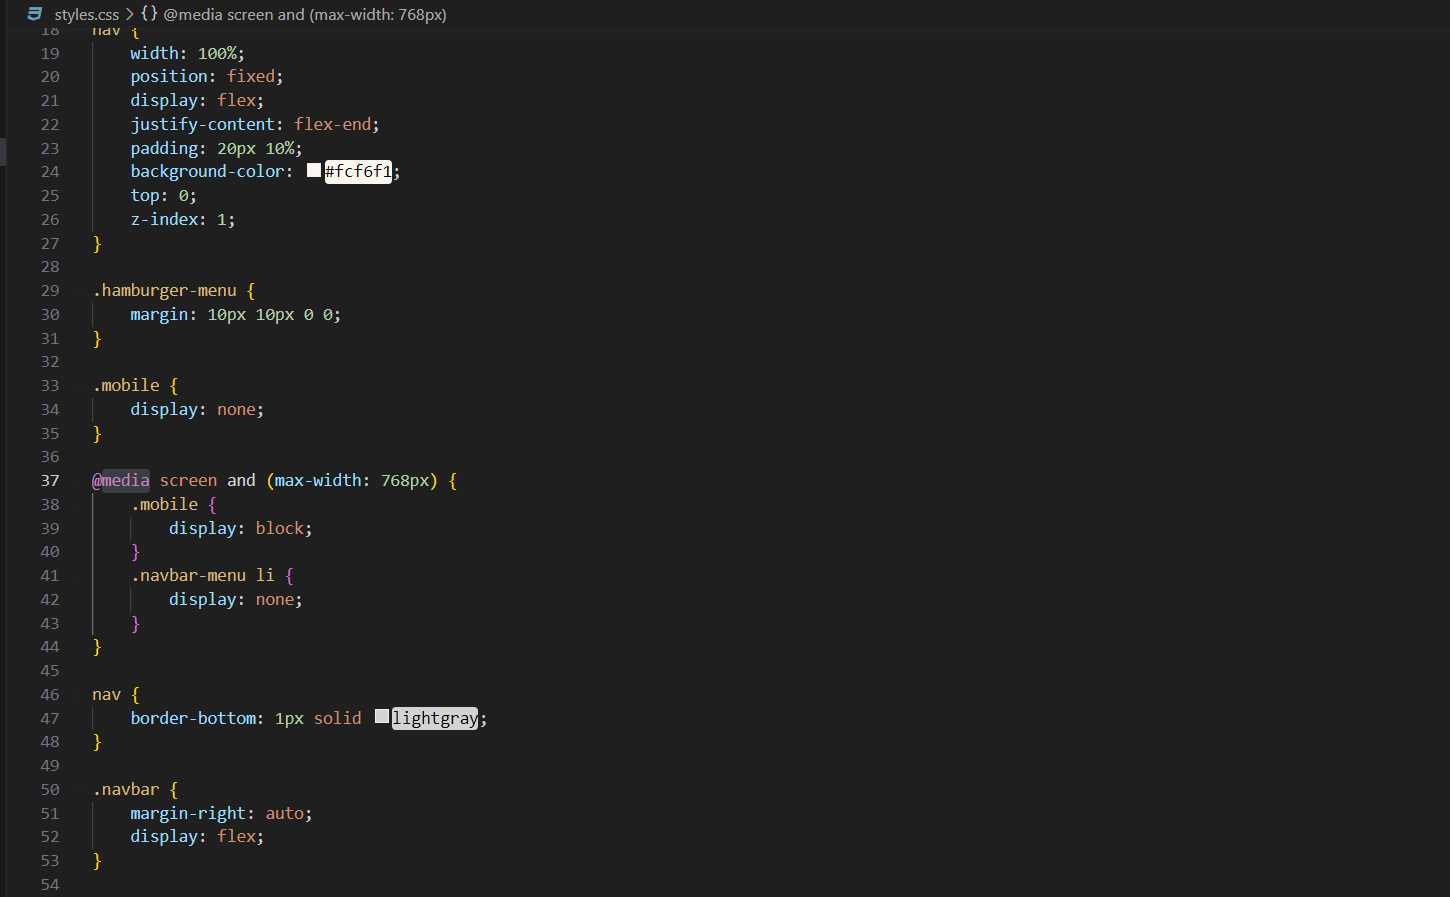 styles.css > {} @media screen and (max-width: 768px)
18 nav {
19 width: 100%;
20 position: fixed;
21 display: flex;
22 justify-content: flex-end;
23 padding: 20px 10%;
24 background-color: #fcf6f1;
25 top: 0;
26 z-index: 1;
27 }
28
29 .hamburger-menu {
30 margin: 10px 10px 0 0;
31 }
32
33 .mobile {
34 display: none;
35 }
36
37 @media screen and (max-width: 768px) {
38 .mobile {
39 display: block;
40 }
41 .navbar-menu li {
42 display: none;
43 }
44 }
45
46 nav {
47 border-bottom: 1px solid lightgray;
48 }
49
50 .navbar {
51 margin-right: auto;
52 display: flex;
53 }
54